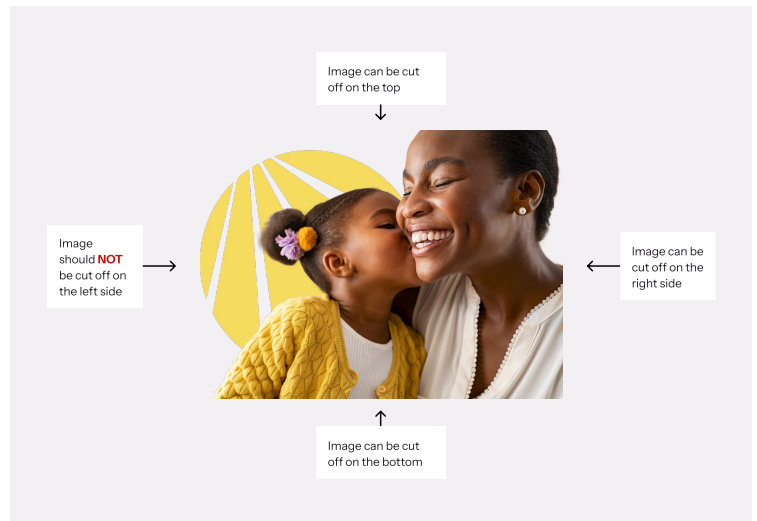 Image can be cut
off on the top
Image
should NOT
be cut off on
the left side
Image can be
cut off on the
right side
Image can be cut
off on the bottom